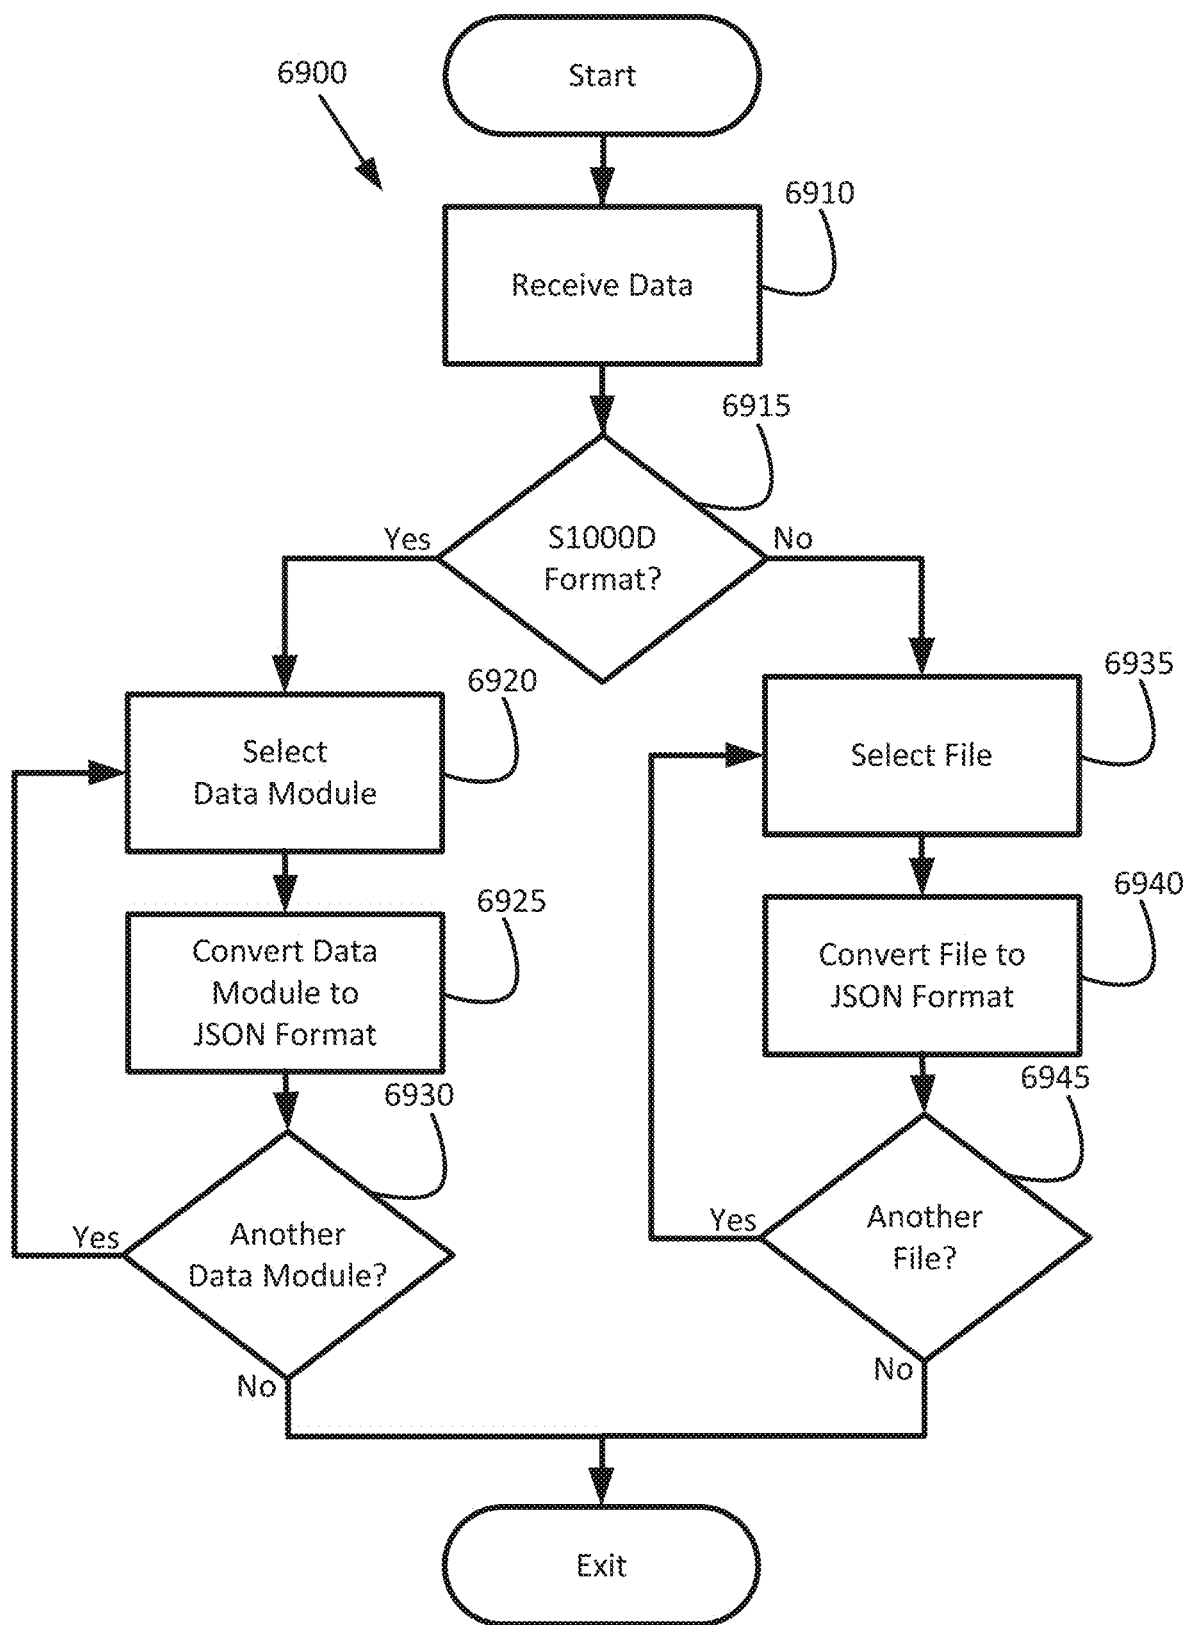 6900
Start
6910
Receive Data
6915
Yes
S1000D
Format?
No
6920
Select
Data Module
6935
Select File
6925
Convert Data
Module to
JSON Format
6940
Convert File to
JSON Format
6930
Yes
Another
Data Module?
No
6945
Yes
Another
File?
No
Exit